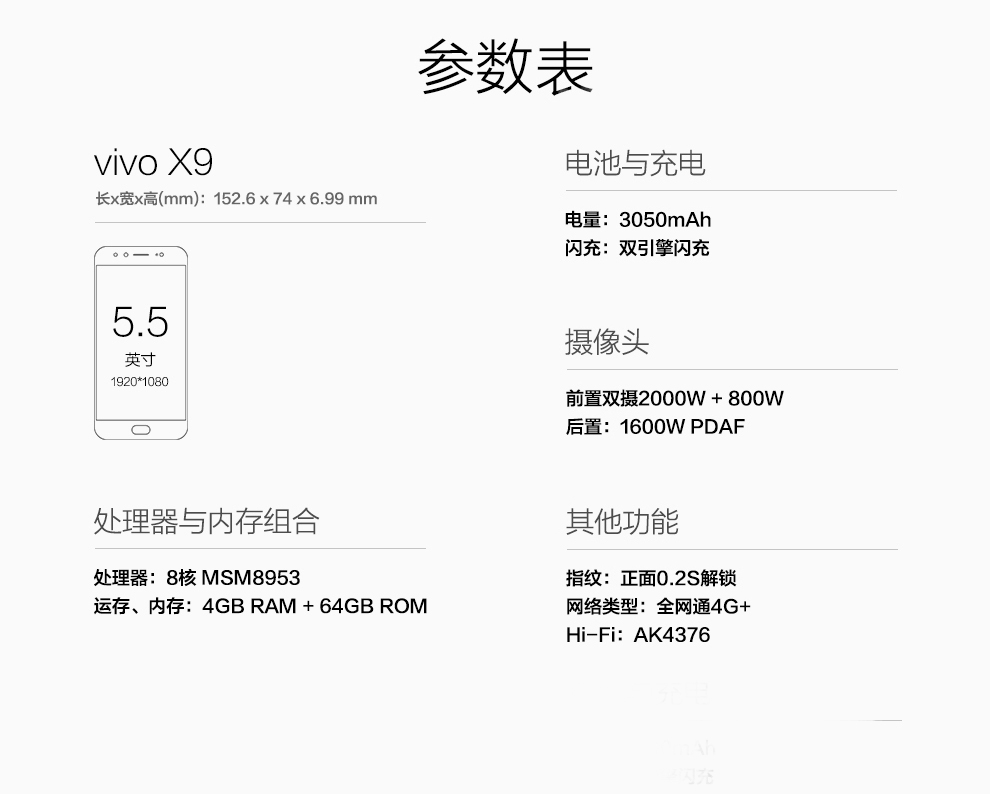 参数表
vivo X9
长x宽x高(mm)：152.6 x 74 x 6.99 mm
5.5
英寸
1920*1080
处理器与内存组合
处理器：8核 MSM8953
运存、内存：4GB RAM + 64GB ROM
电池与充电
电量：3050mAh
闪充：双引擎闪充
摄像头
前置双摄2000W + 800W
后置：1600W PDAF
其他功能
指纹：正面0.2S解锁
网络类型：全网通4G+
Hi-Fi：AK4376